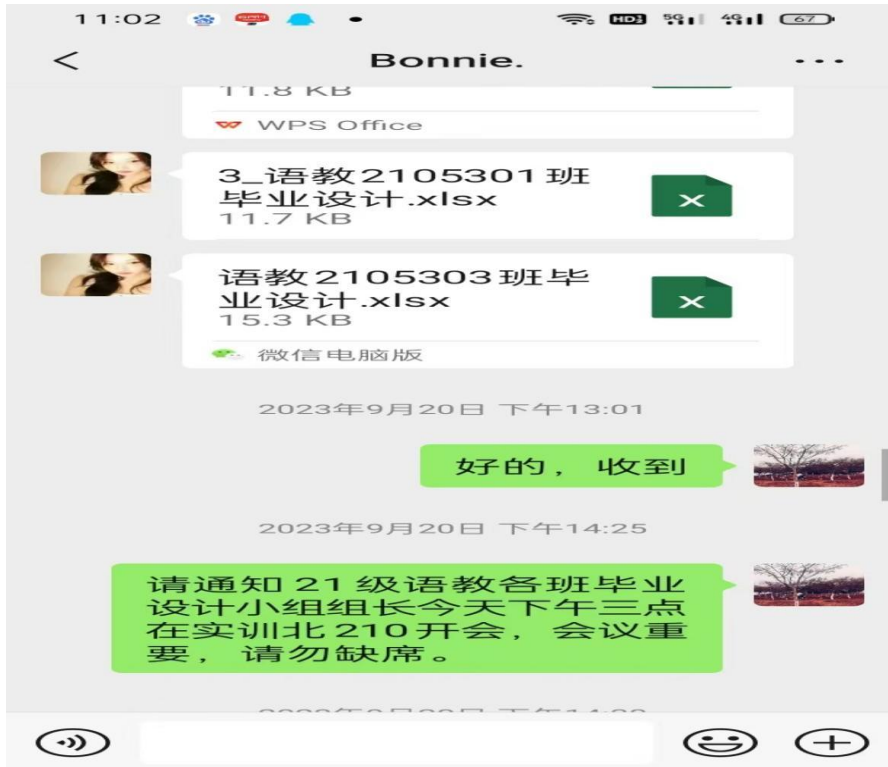 11:02
HD2 5G 4G 67
Bonnie.
11.8 KB
WPS Office
3_语教2105301班
毕业设计.xlsx
11.7 KB
语教2105303班毕
业设计.xlsx
15.3 KB
微信电脑版
2023年9月20日 下午13:01
好的，收到
2023年9月20日 下午14:25
请通知21级语教各班毕业
设计小组组长今天下午三点
在实训北210开会，会议重
要，请勿缺席。